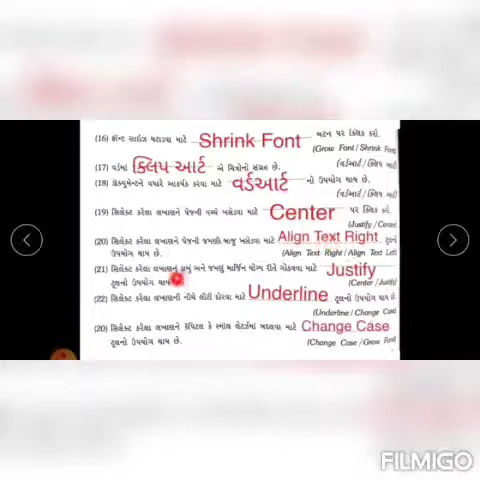 (16) ફૉન્ટ સાઇઝ ઘટાડવા માટે Shrink Font બટન પર ક્લિક કરો.
(Grow Font / Shrink Font
(17) વર્ડમાં ક્લિપ આર્ટ એ ચિત્રોનો સંગ્રહ છે.
(વર્ડઆર્ટ / ક્લિપ આર્ટ
(18) ડૉક્યુમેન્ટને વધારે આકર્ષક કરવા માટે વર્ડઆર્ટ નો ઉપયોગ થાય છે.
(વર્ડઆર્ટ / ક્લિપ આર્ટ
(19) સિલેક્ટ કરેલા લખાણને પેજની વચ્ચે ખસેડવા માટે Center પર ક્લિક કરો.
(Justify / Center)
(20) સિલેક્ટ કરેલા લખાણને પેજની જમણી બાજુ ખસેડવા માટે Align Text Right ટૂલનો
ઉપયોગ થાય છે. (Align Text Right / Align Text Left)
(21) સિલેક્ટ કરેલા લખાણનું ડાબું અને જમણું માર્જિન યોગ્ય રીતે ગોઠવવા માટે Justify
ટૂલનો ઉપયોગ થાય (Center / Justify)
(22) સિલેક્ટ કરેલા લખાણની નીચે લીટી દોરવા માટે Underline ટૂલનો ઉપયોગ થાય છે.
(Underline / Change Case
(20) સિલેક્ટ કરેલા લખાણને કૅપિટલ કે સ્મૉલ લેટર્સમાં બદલવા માટે Change Case
ટૂલનો ઉપયોગ થાય છે. (Change Case / Grow Font)
FILMIGO